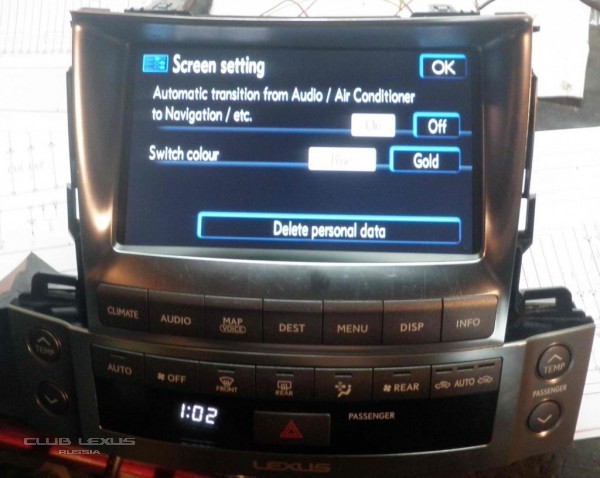 Screen setting
OK
Automatic transition from Audio / Air Conditioner
to Navigation / etc.
On
Off
Switch colour
Blue
Gold
Delete personal data
CLIMATE
AUDIO
MAP
VOICE
DEST
MENU
DISP
INFO
TEMP
AUTO
OFF
FRONT
REAR
REAR
AUTO
TEMP
PASSENGER
1:02
PASSENGER
LEXUS
CLUB LEXUS
RUSSIA